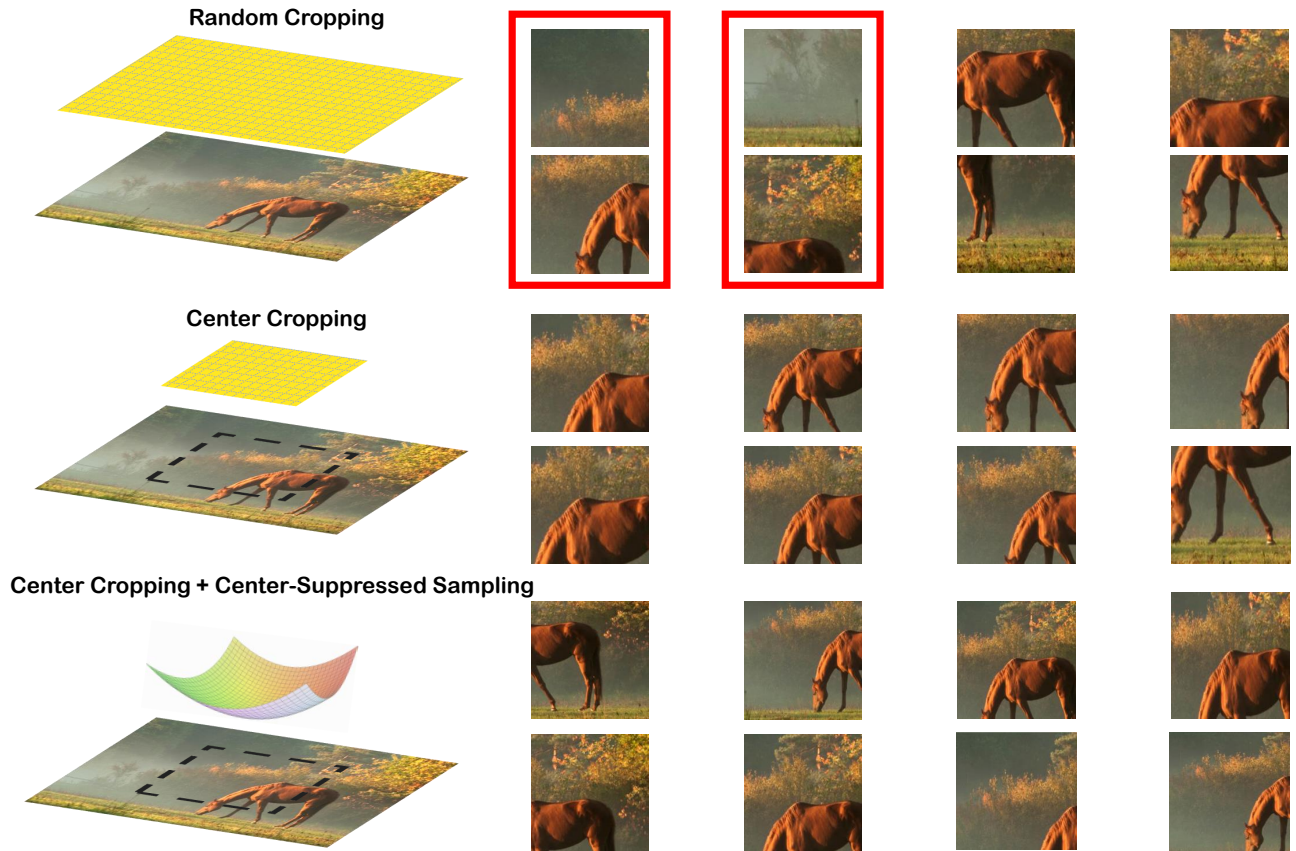 Random Cropping
Center Cropping
Center Cropping + Center-Suppressed Sampling